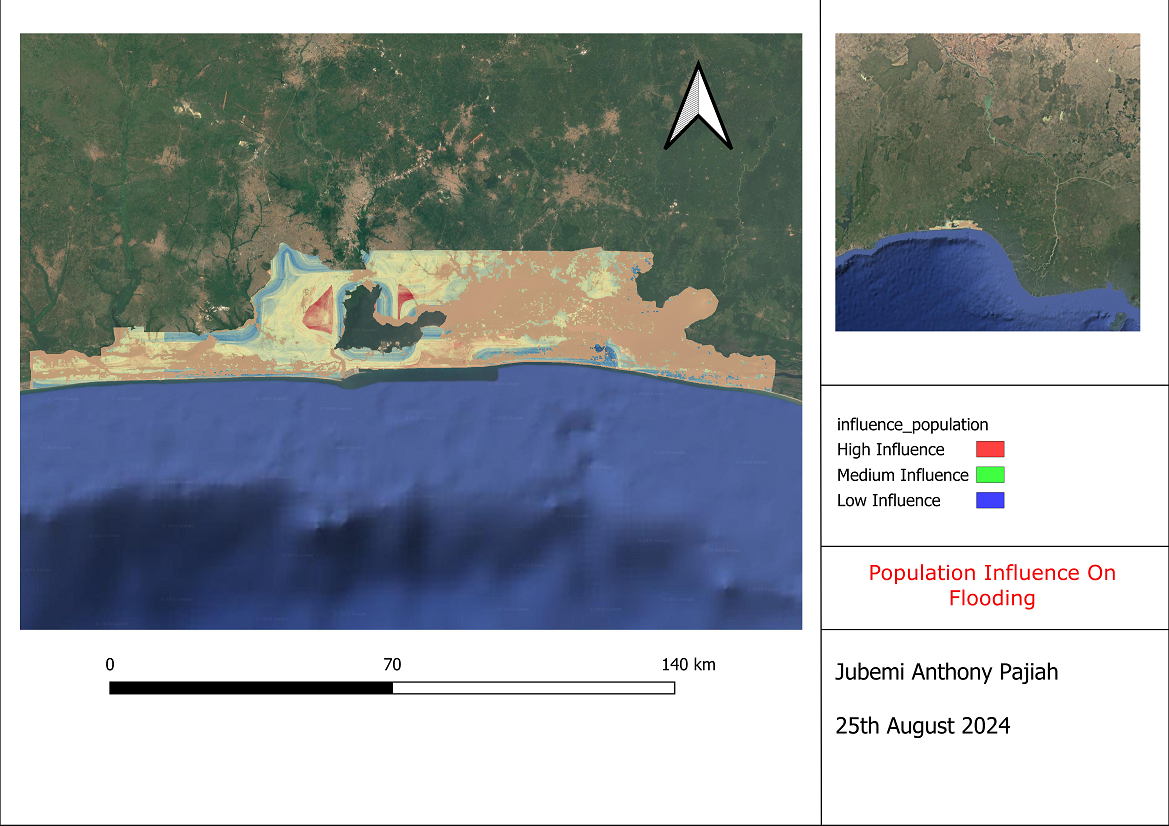 influence_population
High Influence
Medium Influence
Low Influence
Population Influence On
Flooding
0 70 140 km
Jubemi Anthony Pajiah
25th August 2024